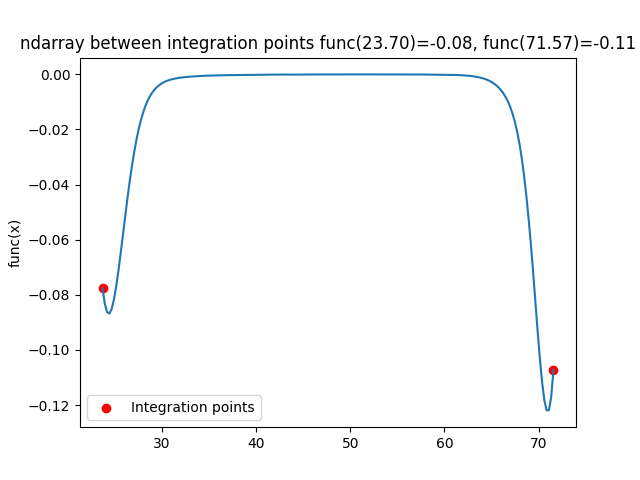 ndarray between integration points func(23.70)=-0.08, func(71.57)=-0.11
0.00
−0.02
−0.04
−0.06
−0.08
−0.10
−0.12
func(x)
Integration points
30 40 50 60 70